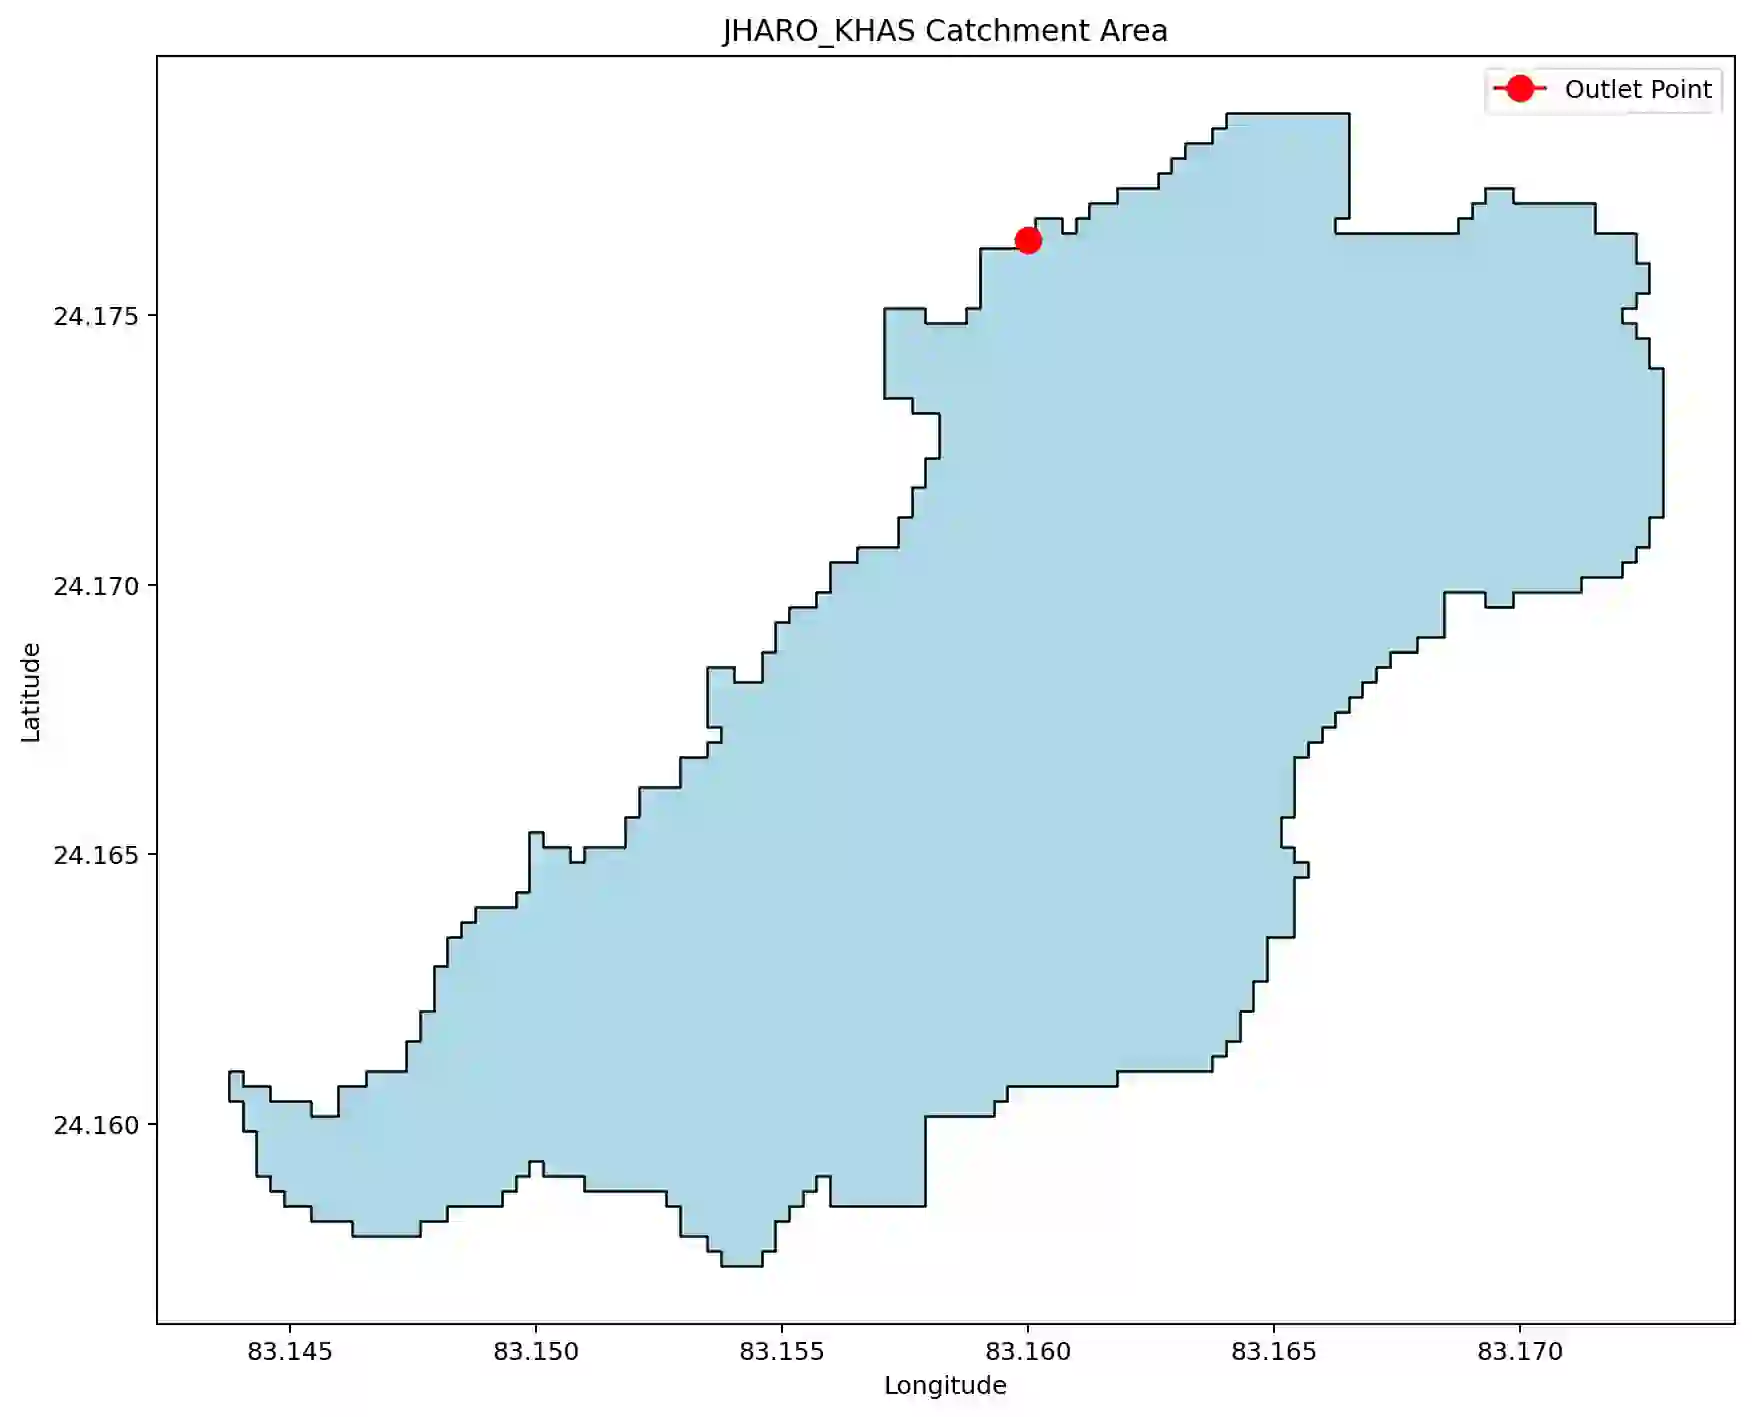 JHARO_KHAS Catchment Area
Outlet Point
24.175
24.170
24.165
24.160
Latitude
83.145 83.150 83.155 83.160 83.165 83.170
Longitude